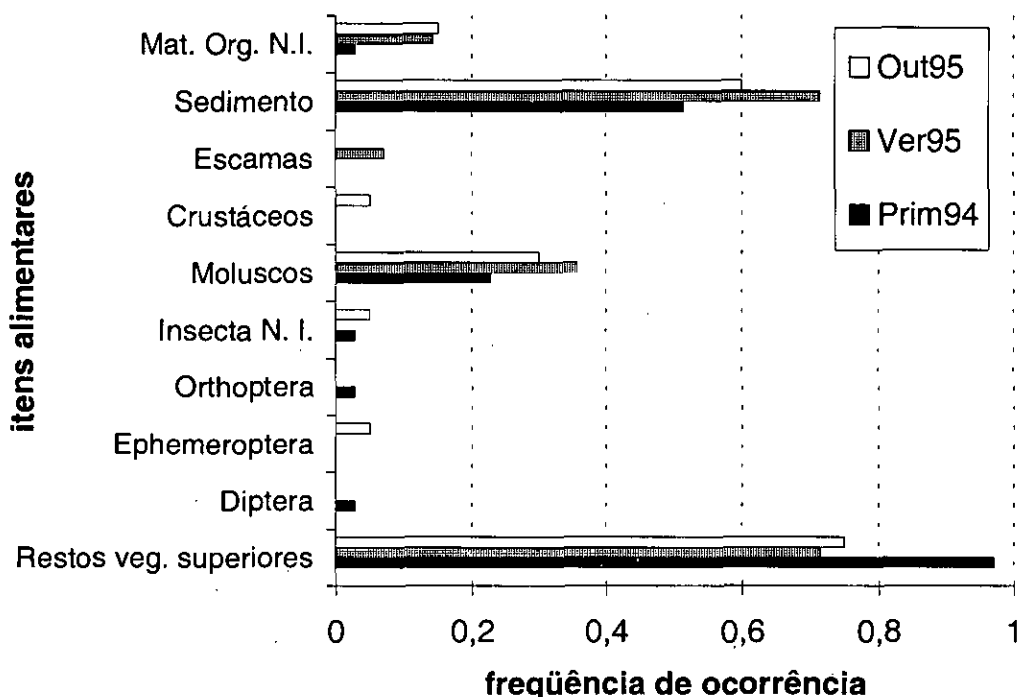 itens alimentares
Mat. Org. N.I.
Sedimento
Escamas
Crustáceos
Moluscos
Insecta N. I.
Orthoptera
Ephemeroptera
Diptera
Restos veg. superiores
Out95
Ver95
Prim94
0 0,2 0,4 0,6 0,8 1
freqüência de ocorrência